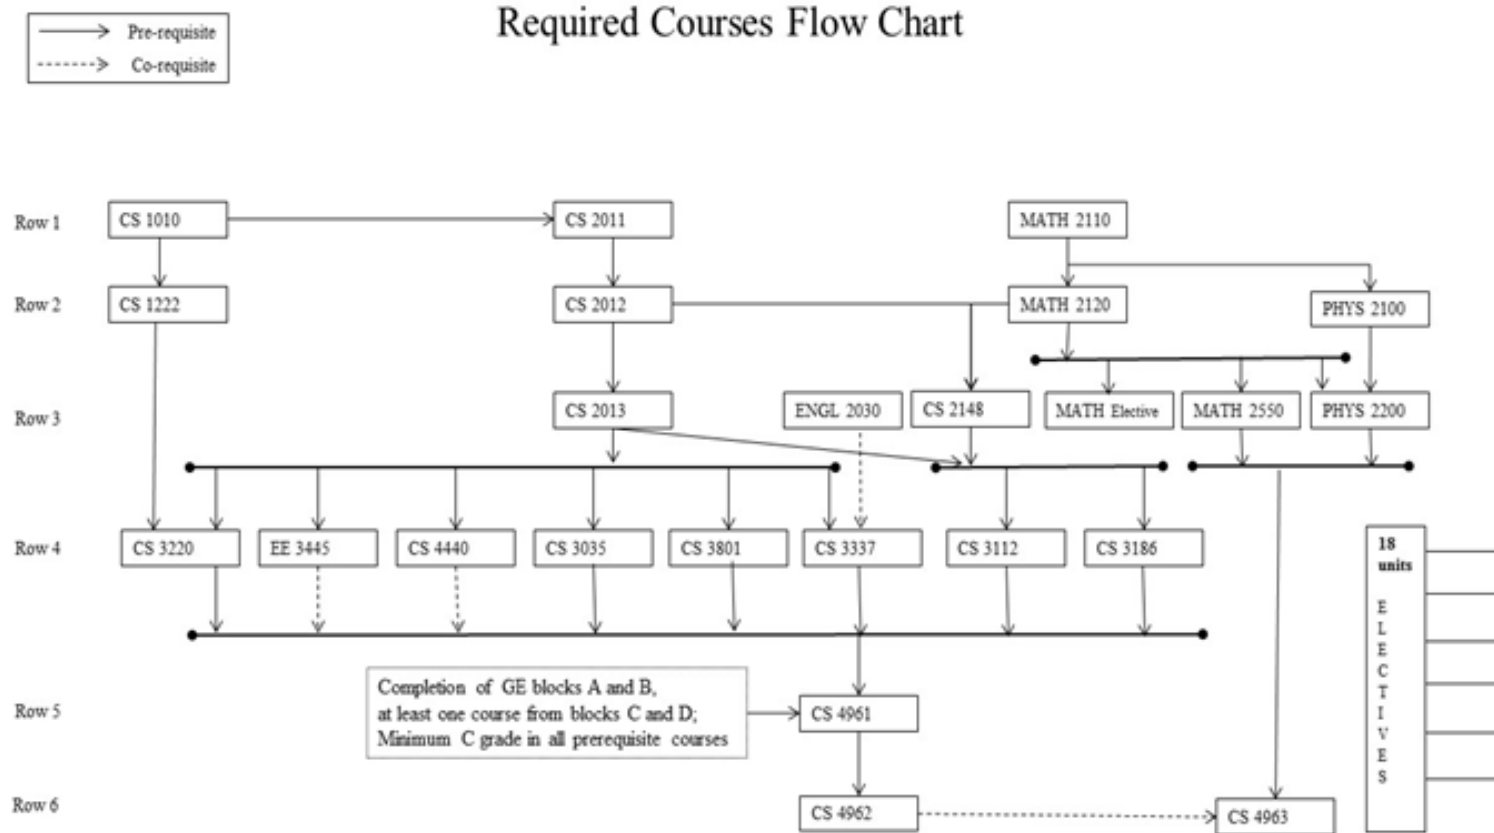 Required Courses Flow Chart
Pre-requisite
Co-requisite
Row 1
CS 1010
CS 2011
MATH 2110
Row 2
CS 1222
CS 2012
MATH 2120
PHYS 2100
Row 3
CS 2013
ENGL 2030
CS 2148
MATH Elective
MATH 2550
PHYS 2200
Row 4
CS 3220
EE 3445
CS 4440
CS 3035
CS 3801
CS 3337
CS 3112
CS 3186
18
units
E
L
E
C
T
I
V
E
S
Completion of GE blocks A and B,
at least one course from blocks C and D;
Minimum C grade in all prerequisite courses
Row 5
CS 4961
Row 6
CS 4962
CS 4963